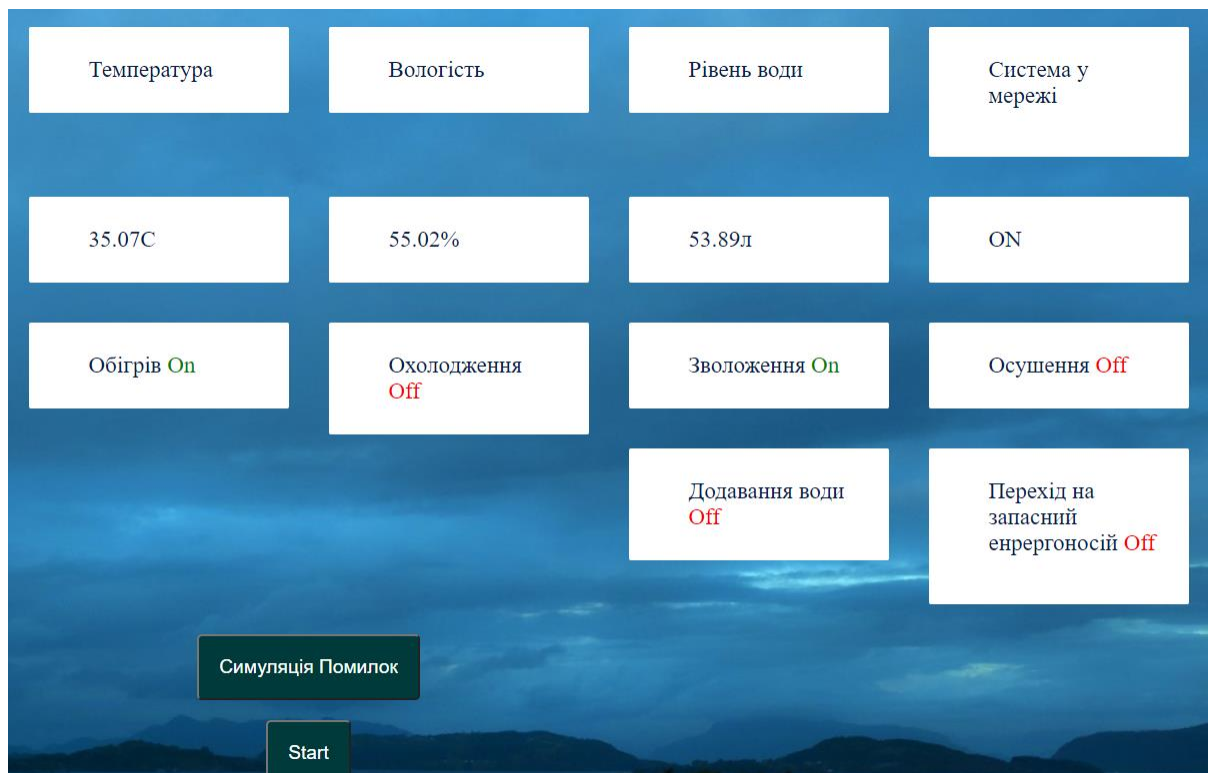 Температура
Вологість
Рівень води
Система у
мережі
35.07C
55.02%
53.89л
ON
Обігрів On
Охолодження
Off
Зволоження On
Осушення Off
Додавання води
Off
Перехід на
запасний
енрергоносій Off
Симуляція Помилок
Start